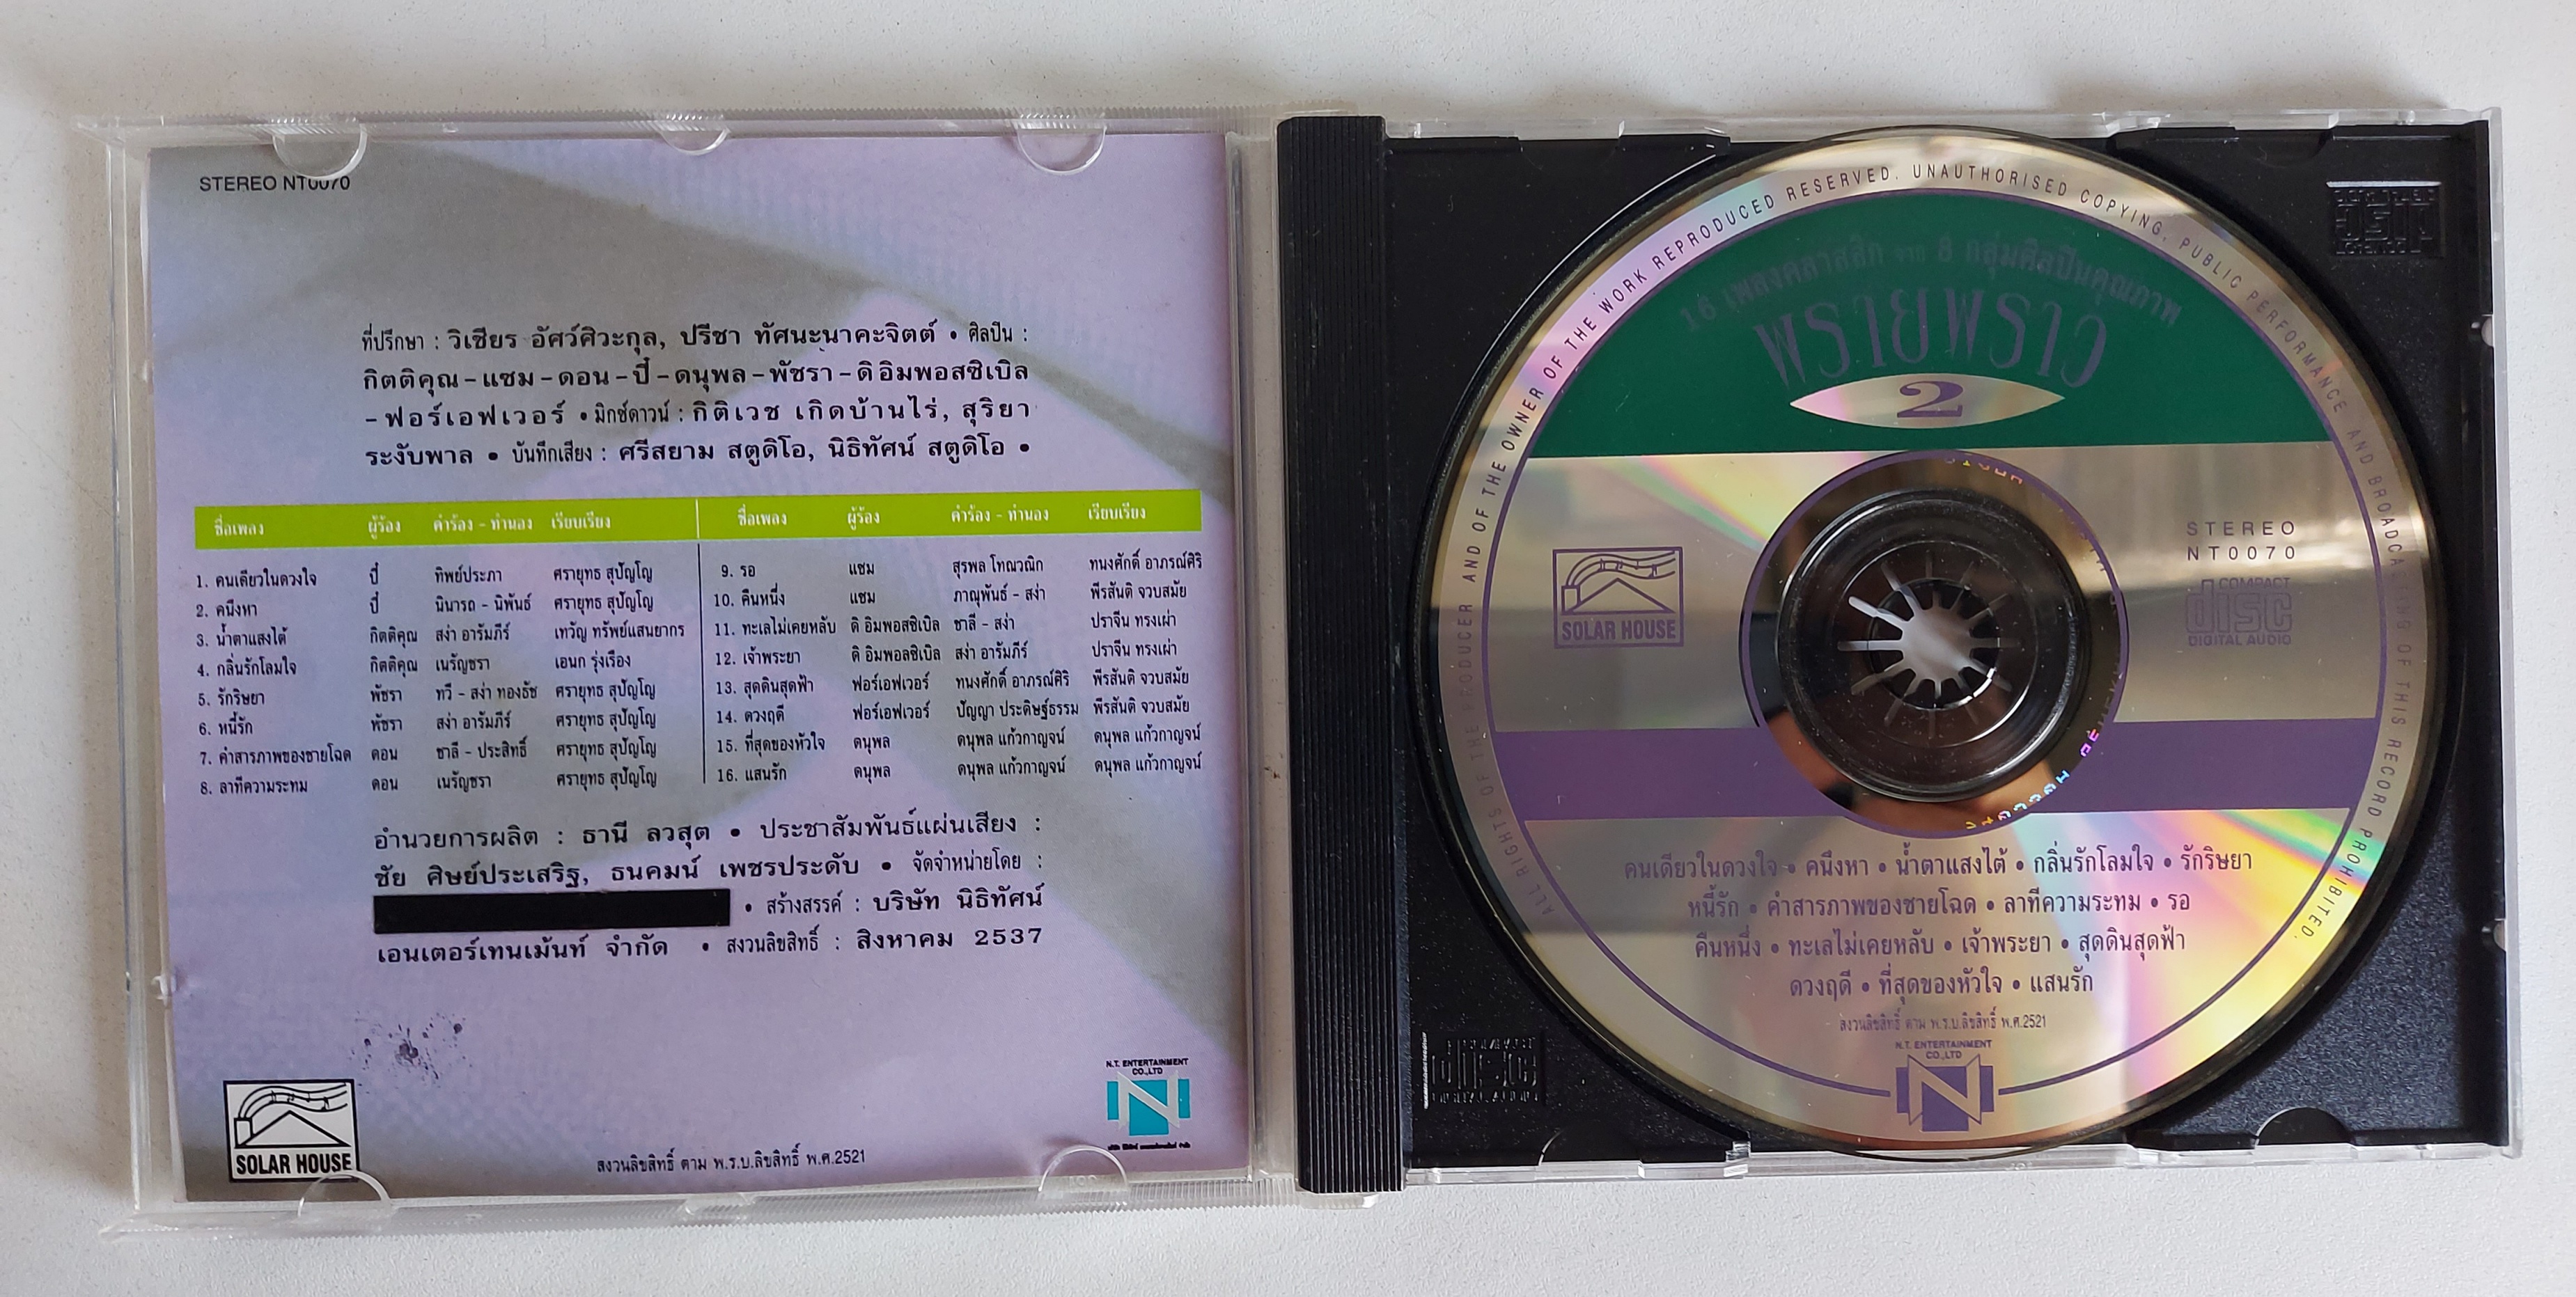 STEREO NT0070
ที่ปรึกษา : วิเชียร อัศว์ศิวะกุล, ปรีชา ทัศนะนาคะจิตต์ • ศิลปิน :
กิตติคุณ – แซม – ดอน – ปี๋ – ดนุพล – พัชรา – ดิอิมพอสซิเบิล
– ฟอร์เอฟเวอร์ • มิกซ์ดาวน์ : กิติเวช เกิดบ้านไร่, สุริยา
ระงับพาล • บันทึกเสียง : ศรีสยาม สตูดิโอ, นิธิทัศน์ สตูดิโอ •
ชื่อเพลง ผู้ร้อง คำร้อง - ทำนอง เรียบเรียง
1. คนเดียวในดวงใจ ปี๋ ทิพย์ประภา ศรายุทธ สุปัญโญ
2. คนึงหา ปี๋ นินารถ - นิพันธ์ ศรายุทธ สุปัญโญ
3. น้ำตาแสงไต้ กิตติคุณ สง่า อารัมภีร์ เทวัญ ทรัพย์แสนยากร
4. กลิ่นรักโลมใจ กิตติคุณ เนรัญชรา เอนก รุ่งเรือง
5. รักริษยา พัชรา ทวี - สง่า ทองธัช ศรายุทธ สุปัญโญ
6. หนี้รัก พัชรา สง่า อารัมภีร์ ศรายุทธ สุปัญโญ
7. คำสารภาพของชายโฉด ดอน ชาลี - ประสิทธิ์ ศรายุทธ สุปัญโญ
8. ลาทีความระทม ดอน เนรัญชรา ศรายุทธ สุปัญโญ
ชื่อเพลง ผู้ร้อง คำร้อง - ทำนอง เรียบเรียง
9. รอ แซม สุรพล โทณวณิก ทนงศักดิ์ อาภรณ์ศิริ
10. คืนหนึ่ง แซม ภาณุพันธ์ - สง่า พีรสันติ จวบสมัย
11. ทะเลไม่เคยหลับ ดิ อิมพอสซิเบิล ชาลี - สง่า ปราจีน ทรงเผ่า
12. เจ้าพระยา ดิ อิมพอลซิเบิล สง่า อารัมภีร์ ปราจีน ทรงเผ่า
13. สุดดินสุดฟ้า ฟอร์เอฟเวอร์ ทนงศักดิ์ อาภรณ์ศิริ พีรสันติ จวบสมัย
14. ดวงฤดี ฟอร์เอฟเวอร์ ปัญญา ประดิษฐ์ธรรม พีรสันติ จวบสมัย
15. ที่สุดของหัวใจ ดนุพล ดนุพล แก้วกาญจน์ ดนุพล แก้วกาญจน์
16. แสนรัก ดนุพล ดนุพล แก้วกาญจน์ ดนุพล แก้วกาญจน์
อำนวยการผลิต : ธานี ลวสุต • ประชาสัมพันธ์แผ่นเสียง :
ชัย ศิษย์ประเสริฐ, ธนคมน์ เพชรประดับ • จัดจำหน่ายโดย :
• สร้างสรรค์ : บริษัท นิธิทัศน์
เอนเตอร์เทนเม้นท์ จำกัด • สงวนลิขสิทธิ์ : สิงหาคม 2537
SOLAR HOUSE
สงวนลิขสิทธิ์ ตาม พ.ร.บ.ลิขสิทธิ์ พ.ศ.2521
N.T. ENTERTAINMENT
CO.,LTD
ALL RIGHTS OF THE PRODUCER AND OF THE OWNER OF THE WORK REPRODUCED RESERVED. UNAUTHORISED COPYING, PUBLIC PERFORMANCE AND BROADCASTING OF THIS RECORD PROHIBITED.
16 เพลงคลาสสิก จาก 8 กลุ่มศิลปินคุณภาพ
พรายพราว
2
SOLAR HOUSE
STEREO
NT0070
COMPACT
disc
DIGITAL AUDIO
คนเดียวในดวงใจ • คนึงหา • น้ำตาแสงไต้ • กลิ่นรักโลมใจ • รักริษยา
หนี้รัก • คำสารภาพของชายโฉด • ลาทีความระทม • รอ
คืนหนึ่ง • ทะเลไม่เคยหลับ • เจ้าพระยา • สุดดินสุดฟ้า
ดวงฤดี • ที่สุดของหัวใจ • แสนรัก
สงวนลิขสิทธิ์ ตาม พ.ร.บ.ลิขสิทธิ์ พ.ศ.2521
N.T. ENTERTAINMENT
CO.,LTD